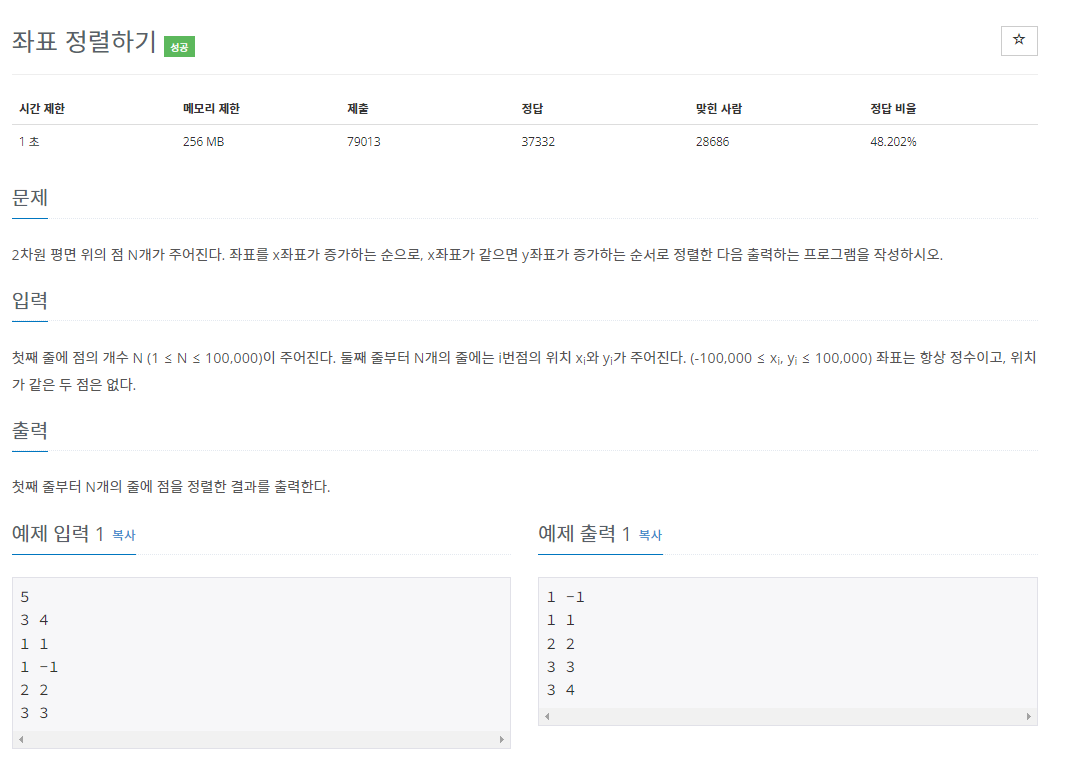 좌표 정렬하기 성공
☆
시간 제한 메모리 제한 제출 정답 맞힌 사람 정답 비율
1 초 256 MB 79013 37332 28686 48.202%
문제
2차원 평면 위의 점 N개가 주어진다. 좌표를 x좌표가 증가하는 순으로, x좌표가 같으면 y좌표가 증가하는 순서로 정렬한 다음 출력하는 프로그램을 작성하시오.
입력
첫째 줄에 점의 개수 N (1 ≤ N ≤ 100,000)이 주어진다. 둘째 줄부터 N개의 줄에는 i번점의 위치 xi와 yi가 주어진다. (-100,000 ≤ xi, yi ≤ 100,000) 좌표는 항상 정수이고, 위치
가 같은 두 점은 없다.
출력
첫째 줄부터 N개의 줄에 점을 정렬한 결과를 출력한다.
예제 입력 1 복사
5
3 4
1 1
1 -1
2 2
3 3
예제 출력 1 복사
1 -1
1 1
2 2
3 3
3 4